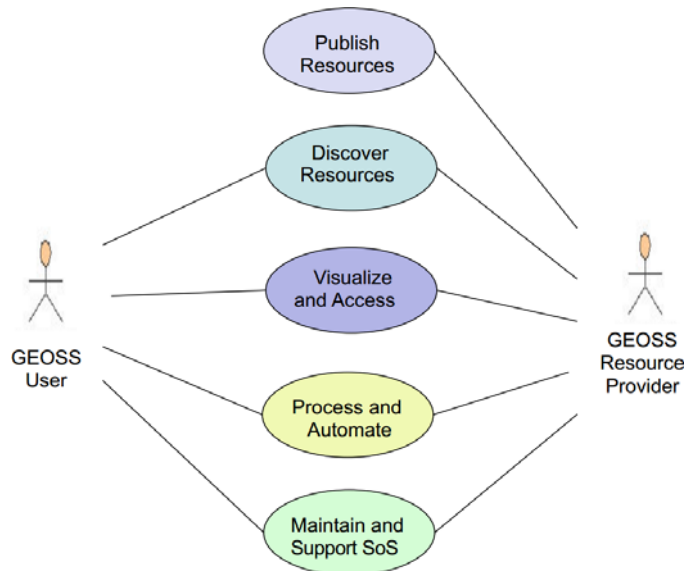 Publish
Resources
Discover
Resources
Visualize
and Access
GEOSS
User
GEOSS
Resource
Provider
Process and
Automate
Maintain and
Support SoS